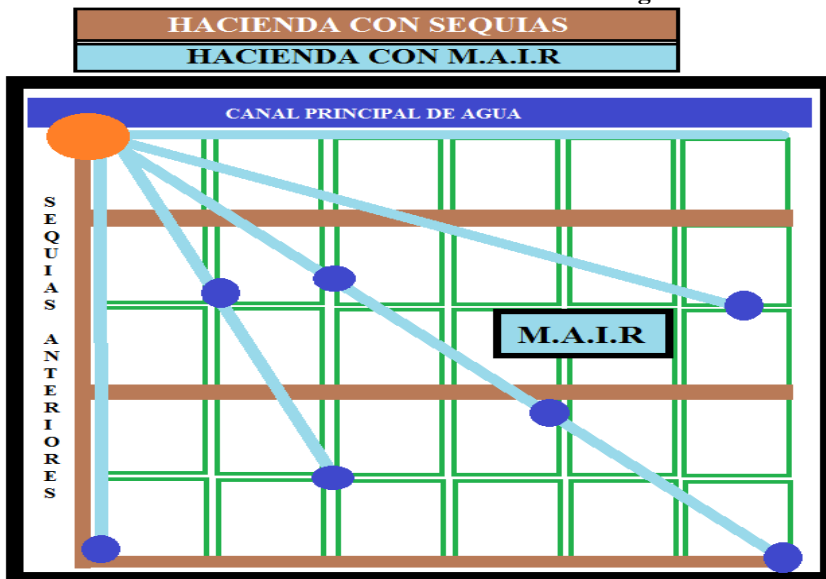 HACIENDA CON SEQUIAS
HACIENDA CON M.A.I.R
CANAL PRINCIPAL DE AGUA
SEQUIAS ANTERIORES
M.A.I.R